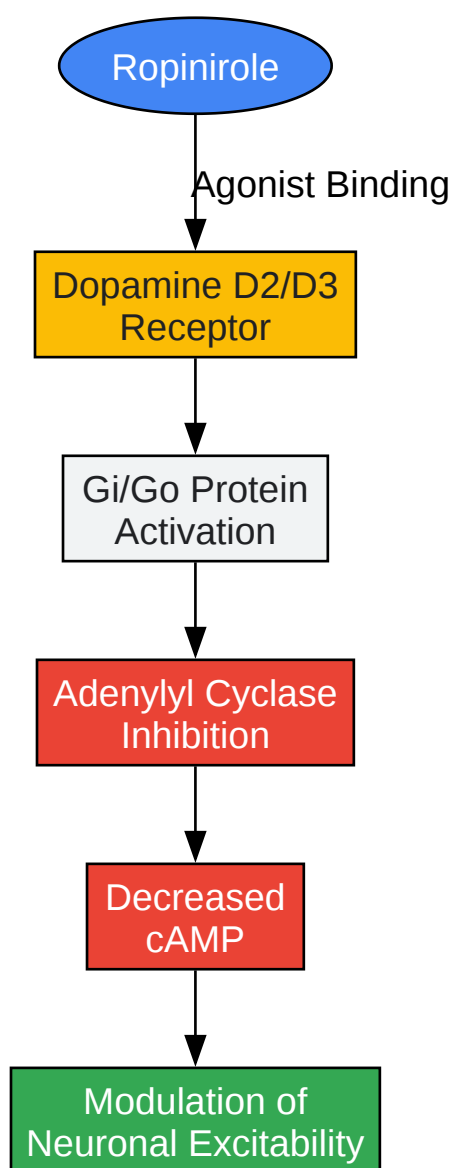 Ropinirole
Agonist Binding
Dopamine D2/D3
Receptor
Gi/Go Protein
Activation
Adenylyl Cyclase
Inhibition
Decreased
cAMP
Modulation of
Neuronal Excitability